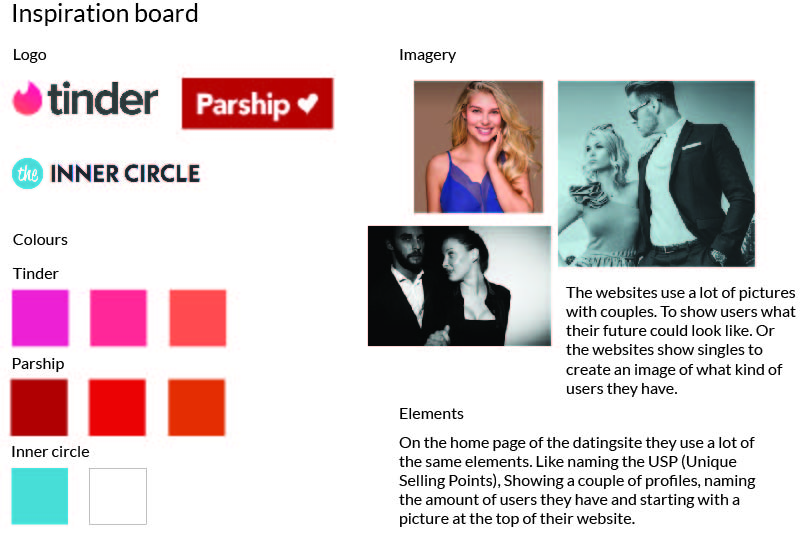 Inspiration board
Logo
tinder
Parship
the INNER CIRCLE
Colours
Tinder
Parship
Inner circle
Imagery
The websites use a lot of pictures
with couples. To show users what
their future could look like. Or
the websites show singles to
create an image of what kind of
users they have.
Elements
On the home page of the datingsite they use a lot of
the same elements. Like naming the USP (Unique
Selling Points), Showing a couple of profiles, naming
the amount of users they have and starting with a
picture at the top of their website.